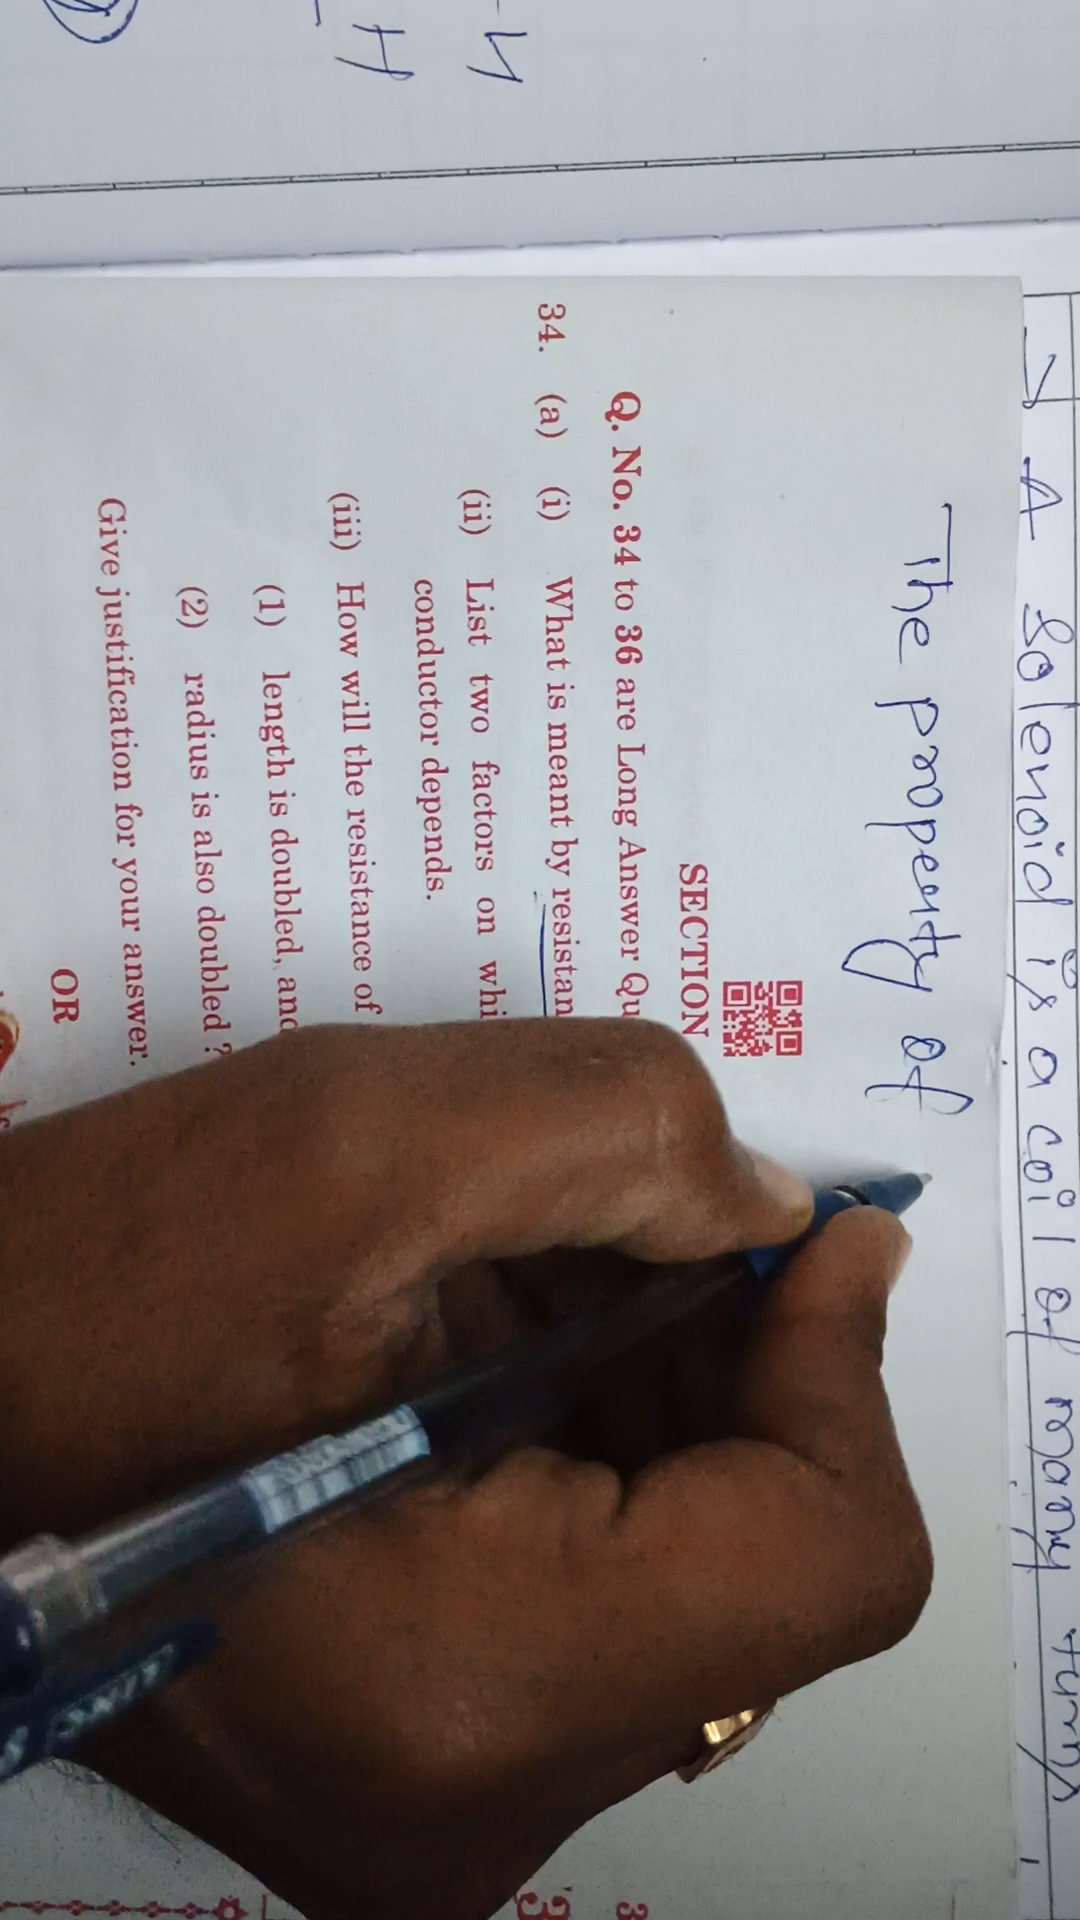 → A Solenoid is a coil of many turns
The property of
SECTION
Q. No. 34 to 36 are Long Answer Qu
34. (a) (i) What is meant by resistan
(ii) List two factors on whi
conductor depends.
(iii) How will the resistance of
(1) length is doubled, and
(2) radius is also doubled ?
Give justification for your answer.
OR